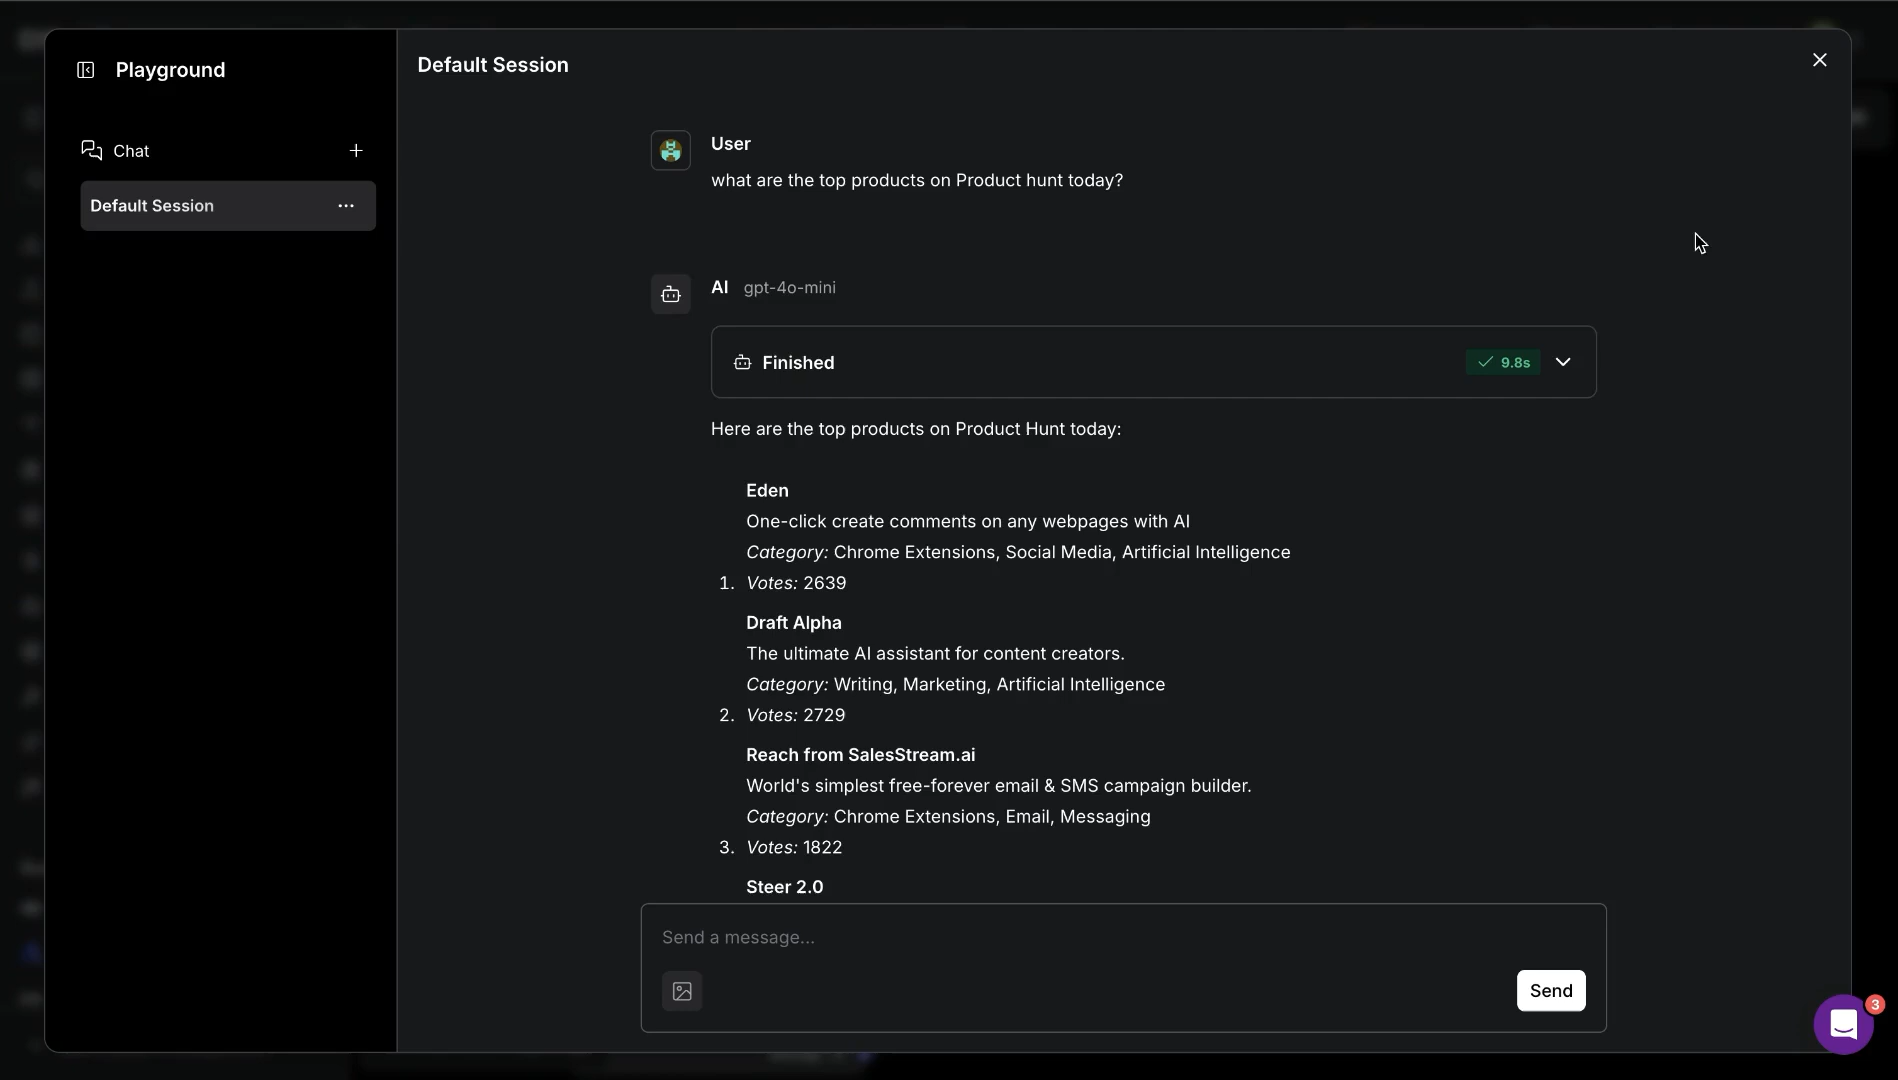 Playground
Chat
Default Session
Default Session
User
what are the top products on Product hunt today?
AI gpt-4o-mini
Finished
9.8s
Here are the top products on Product Hunt today:
Eden
One-click create comments on any webpages with AI
Category: Chrome Extensions, Social Media, Artificial Intelligence
1. Votes: 2639
Draft Alpha
The ultimate AI assistant for content creators.
Category: Writing, Marketing, Artificial Intelligence
2. Votes: 2729
Reach from SalesStream.ai
World's simplest free-forever email & SMS campaign builder.
Category: Chrome Extensions, Email, Messaging
3. Votes: 1822
Steer 2.0
Send a message...
Send
3